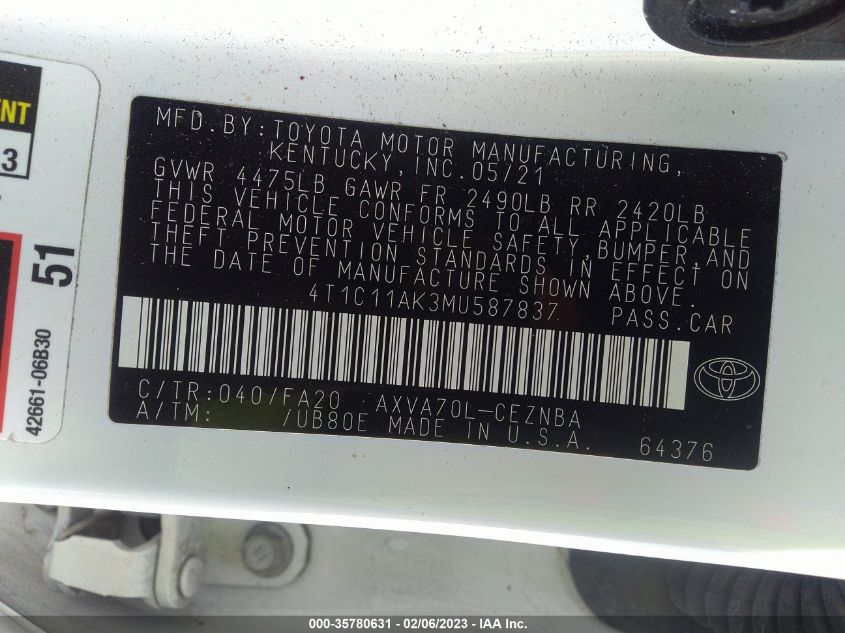 MFD.BY:TOYOTA MOTOR MANUFACTURING,
KENTUCKY,INC.05/21
GVWR 4475LB GAWR FR 2490LB RR 2420LB
THIS VEHICLE CONFORMS TO ALL APPLICABLE
FEDERAL MOTOR VEHICLE SAFETY,BUMPER,AND
THEFT PREVENTION STANDARDS IN EFFECT ON
THE DATE OF MANUFACTURE SHOWN ABOVE.
4T1C11AK3MU587837 PASS.CAR
C/TR:040/FA20 AXVA70L-CEZNBA
A/TM: /UB80E MADE IN U.S.A. 64376
ENT
3
51
42661-06B30
000-35780631 - 02/06/2023 - IAA Inc.